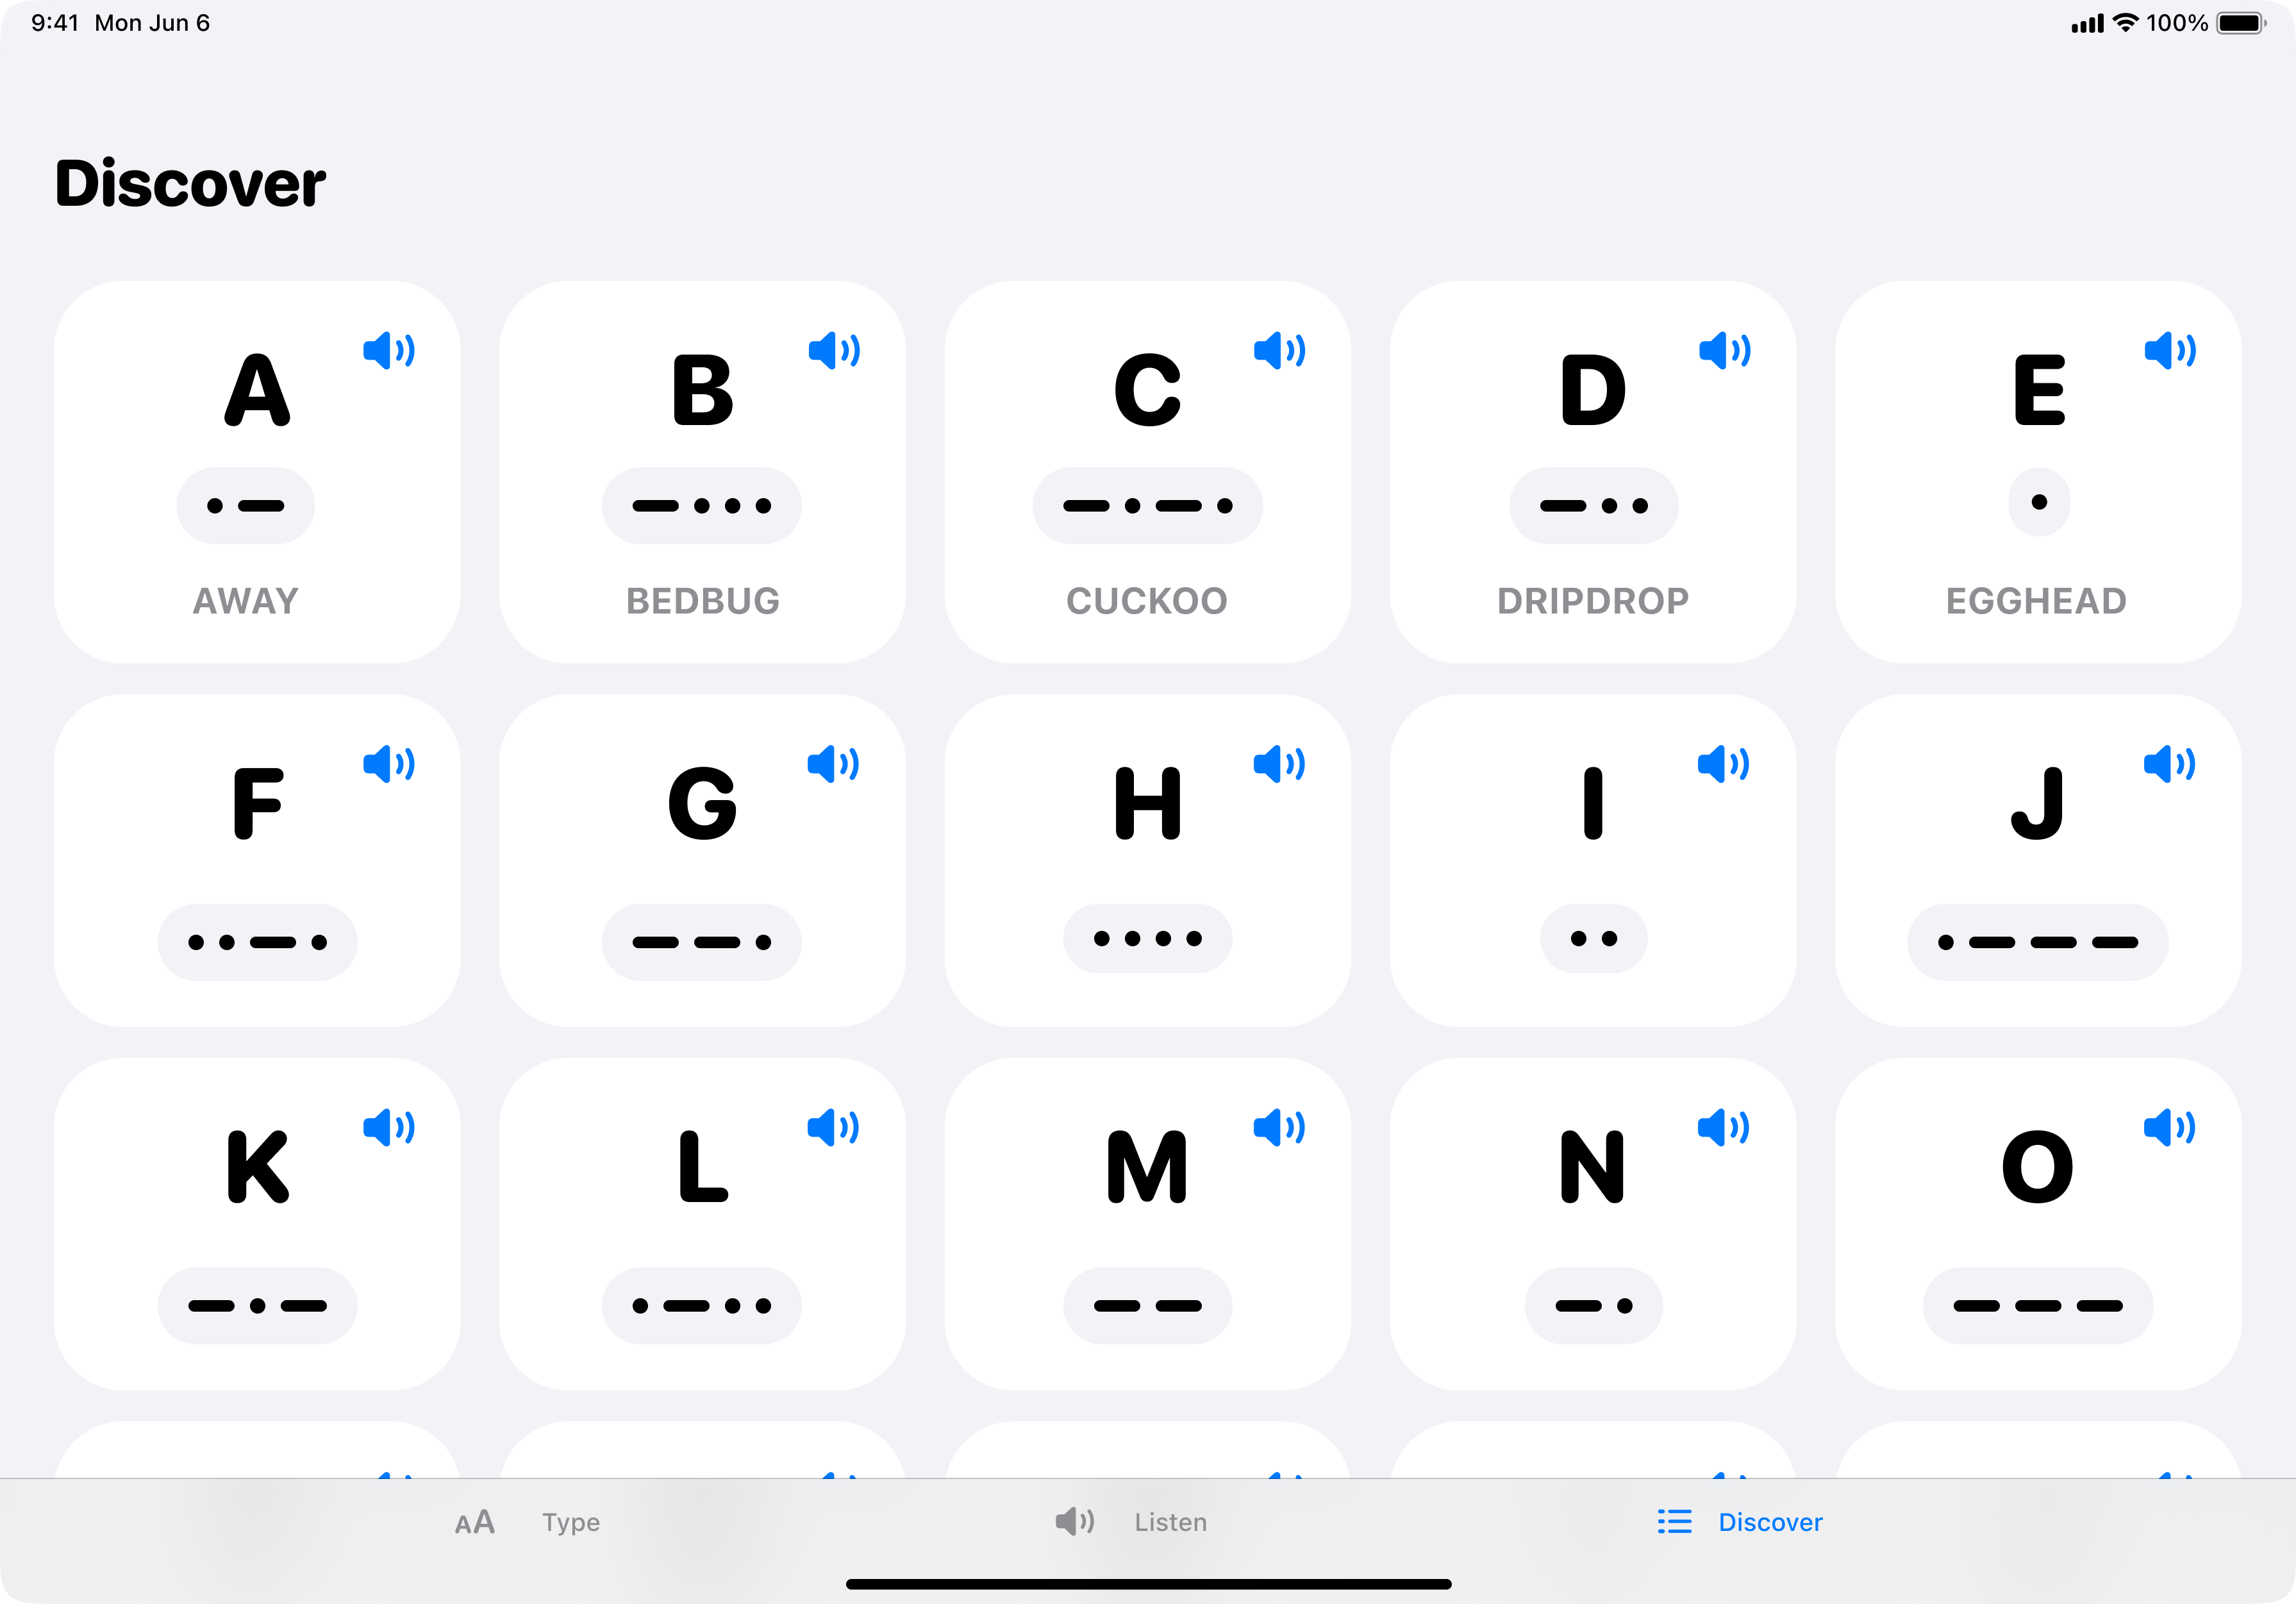 9:41 Mon Jun 6 100%
Discover
A B C D E
•— —••• —•—• —•• •
AWAY BEDBUG CUCKOO DRIPDROP EGGHEAD
F G H I J
••—• ——• •••• •• •———
K L M N O
—•— •—•• —— —• ———
AA Type Listen Discover